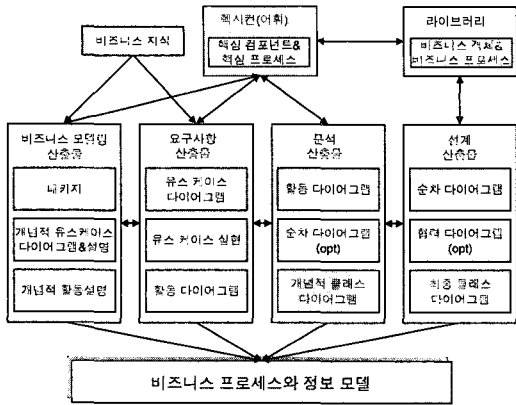 렉시컨(어휘)
라이브러리
비즈니스 지식
핵심 컴포넌트&
핵심 프로세스
비즈니스 객체&
비즈니스 프로세스
비즈니스 모델링
산출물
패키지
개념적 유스케이스
다이어그램&설명
개념적 활동설명
요구사항
산출물
유스 케이스
다이어그램
유스 케이스 실현
활동 다이어그램
분석
산출물
활동 다이어그램
순차 다이어그램
(opt)
개념적 클래스
다이어그램
설계
산출물
순차 다이어그램
협력 다이어그램
(opt)
최종 클래스
다이어그램
비즈니스 프로세스와 정보 모델